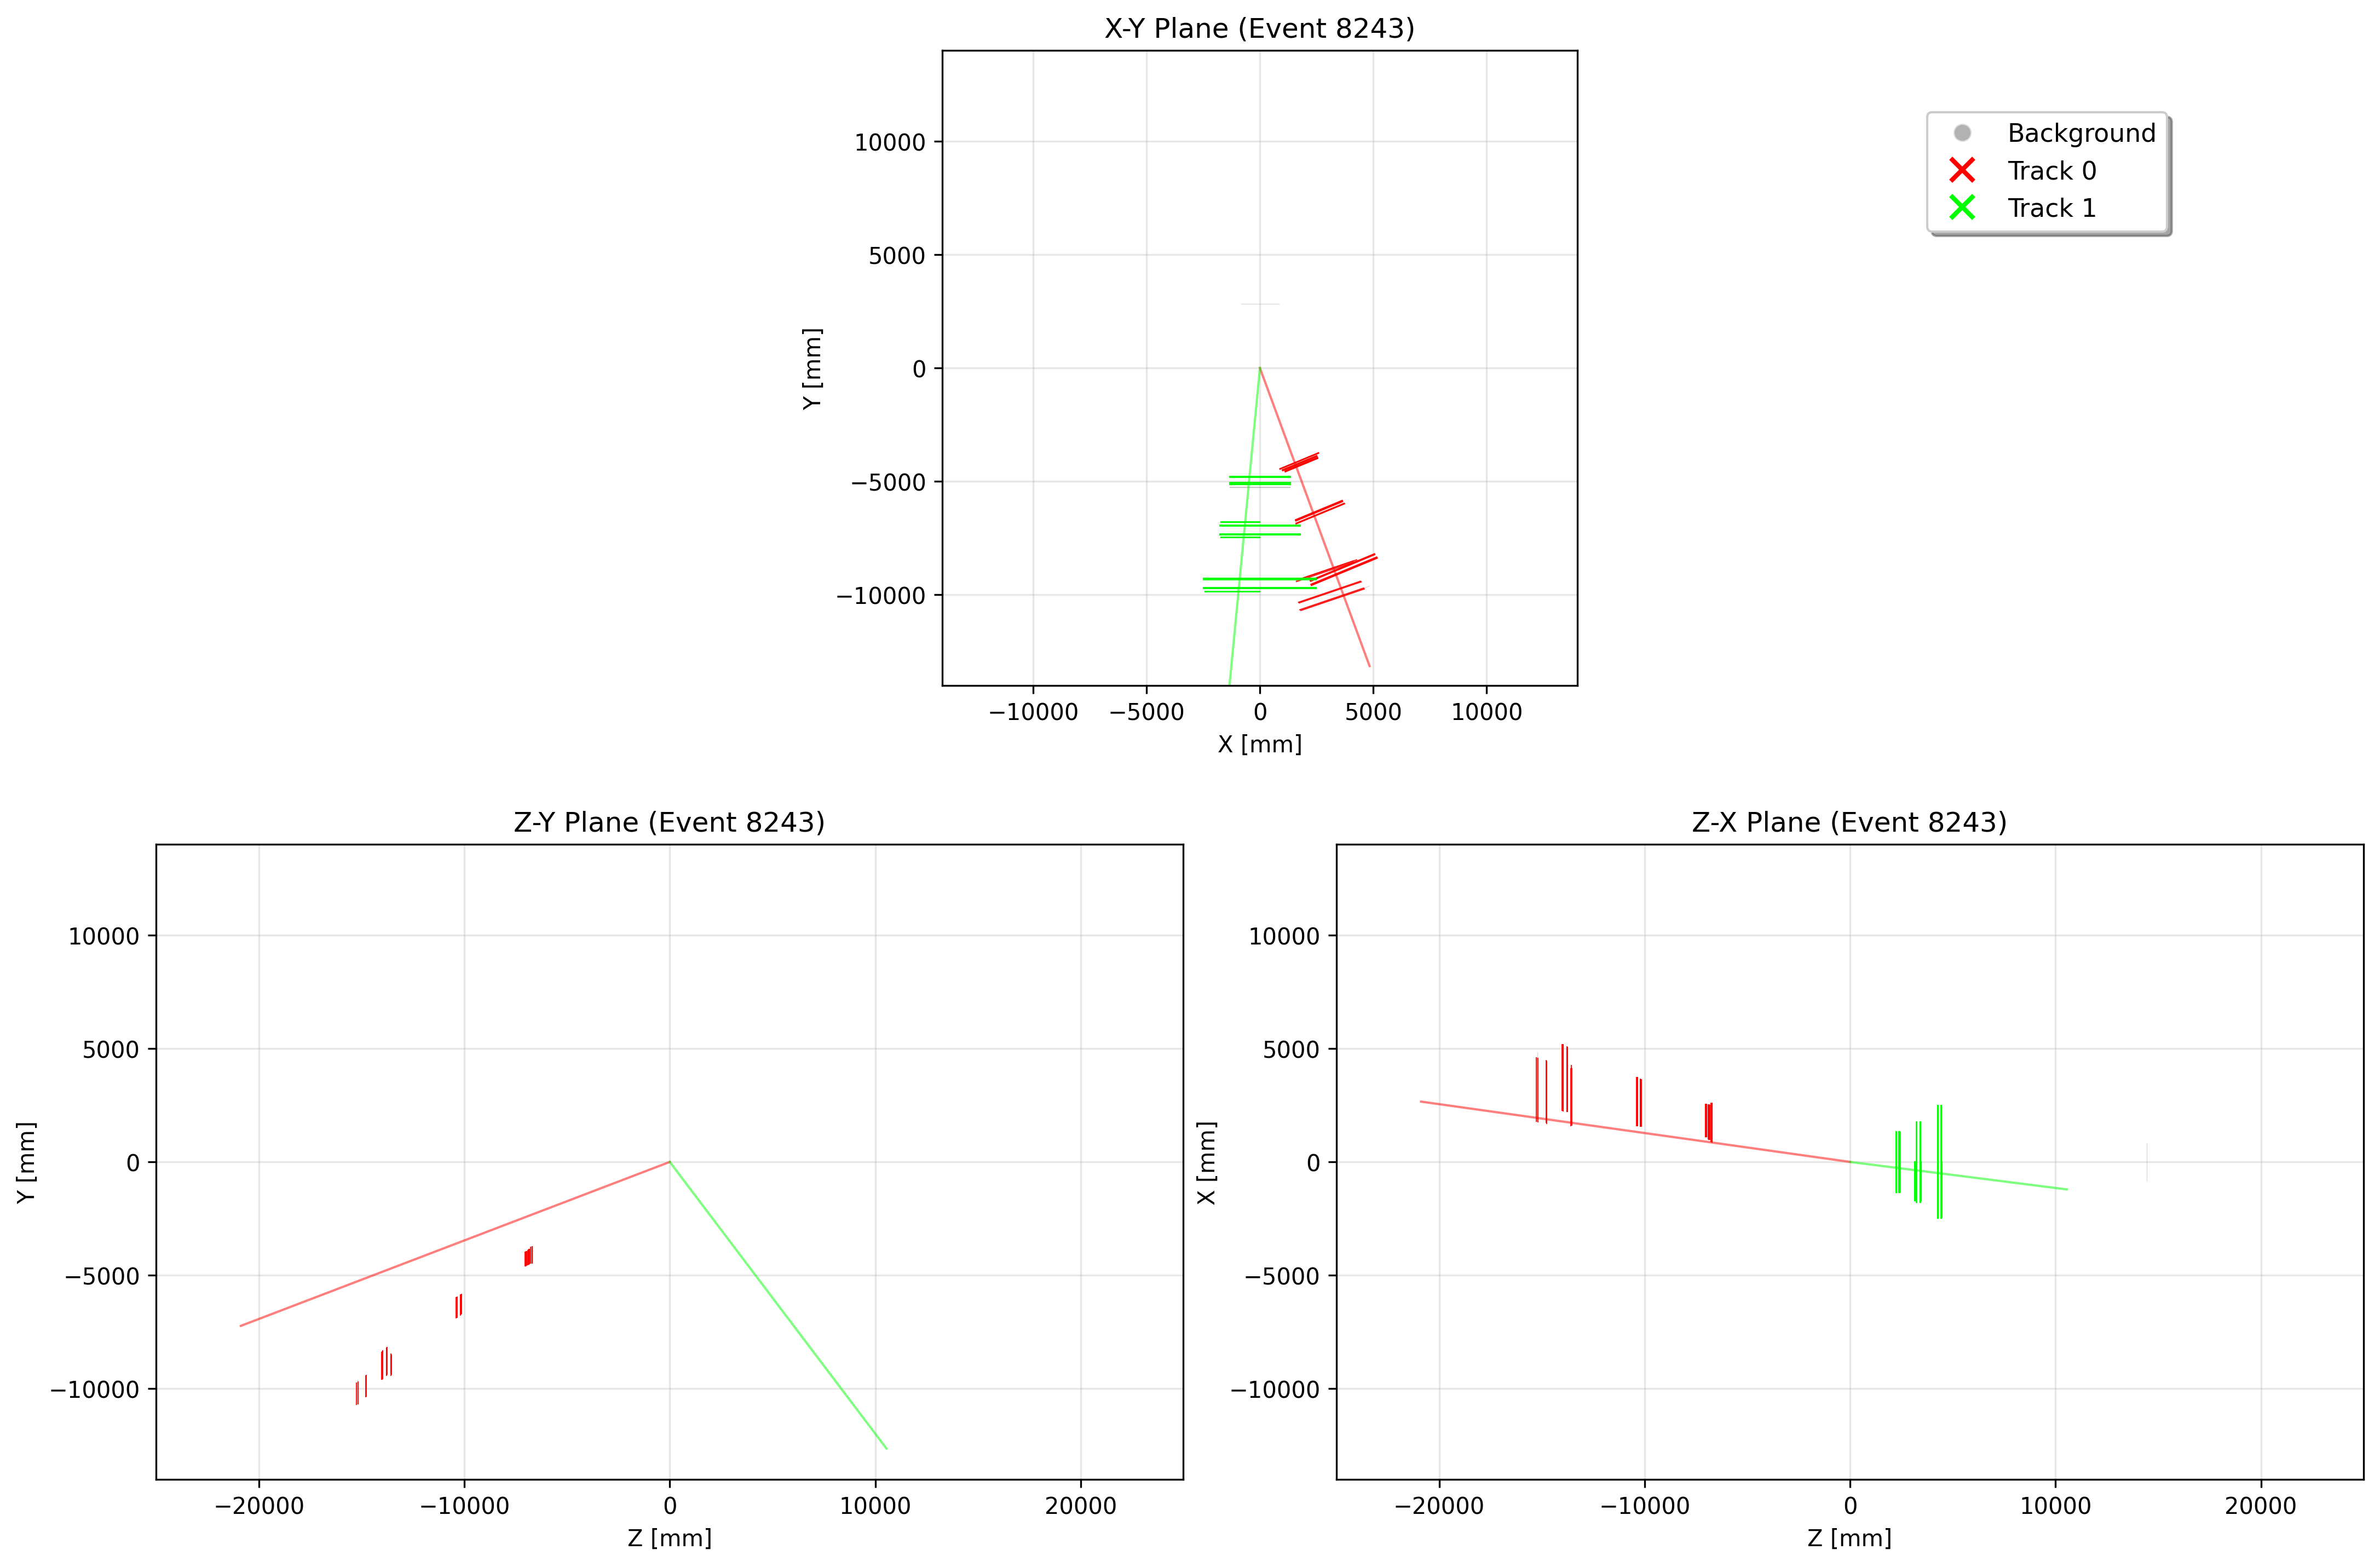 X-Y Plane (Event 8243)
10000
5000
0
−5000
−10000
Y [mm]
−10000 −5000 0 5000 10000
X [mm]
Background
Track 0
Track 1
Z-Y Plane (Event 8243)
10000
5000
0
−5000
−10000
Y [mm]
−20000 −10000 0 10000 20000
Z [mm]
Z-X Plane (Event 8243)
10000
5000
0
−5000
−10000
X [mm]
−20000 −10000 0 10000 20000
Z [mm]